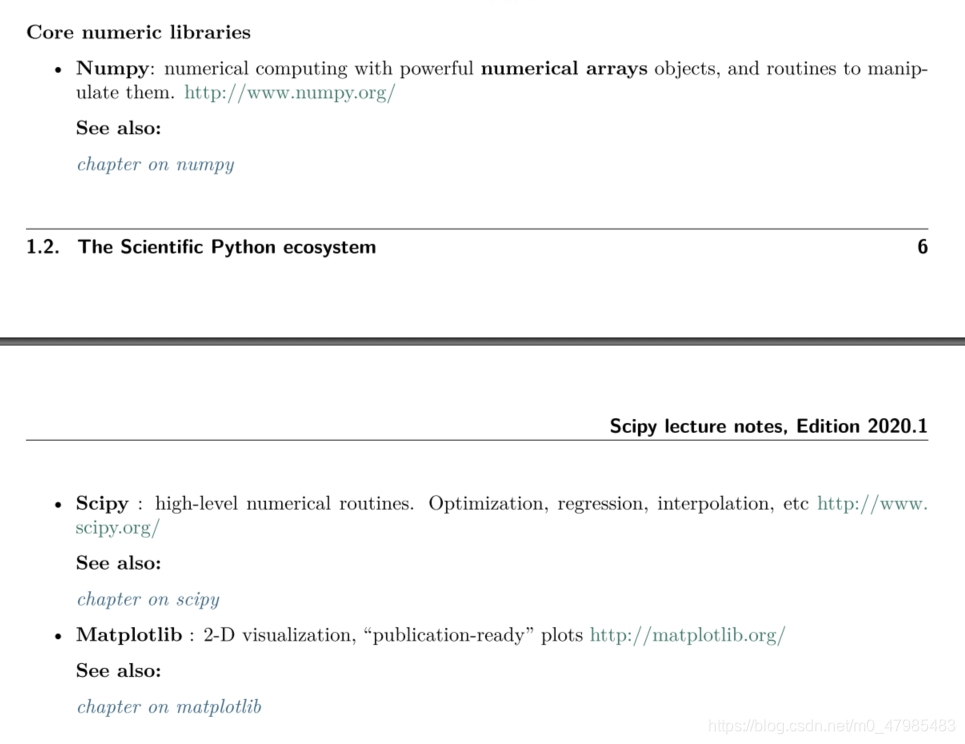 Core numeric libraries
• Numpy: numerical computing with powerful numerical arrays objects, and routines to manip-
ulate them. http://www.numpy.org/
See also:
chapter on numpy
1.2. The Scientific Python ecosystem 6
Scipy lecture notes, Edition 2020.1
• Scipy : high-level numerical routines. Optimization, regression, interpolation, etc http://www.
scipy.org/
See also:
chapter on scipy
• Matplotlib : 2-D visualization, “publication-ready” plots http://matplotlib.org/
See also:
chapter on matplotlib
https://blog.csdn.net/m0_47985483